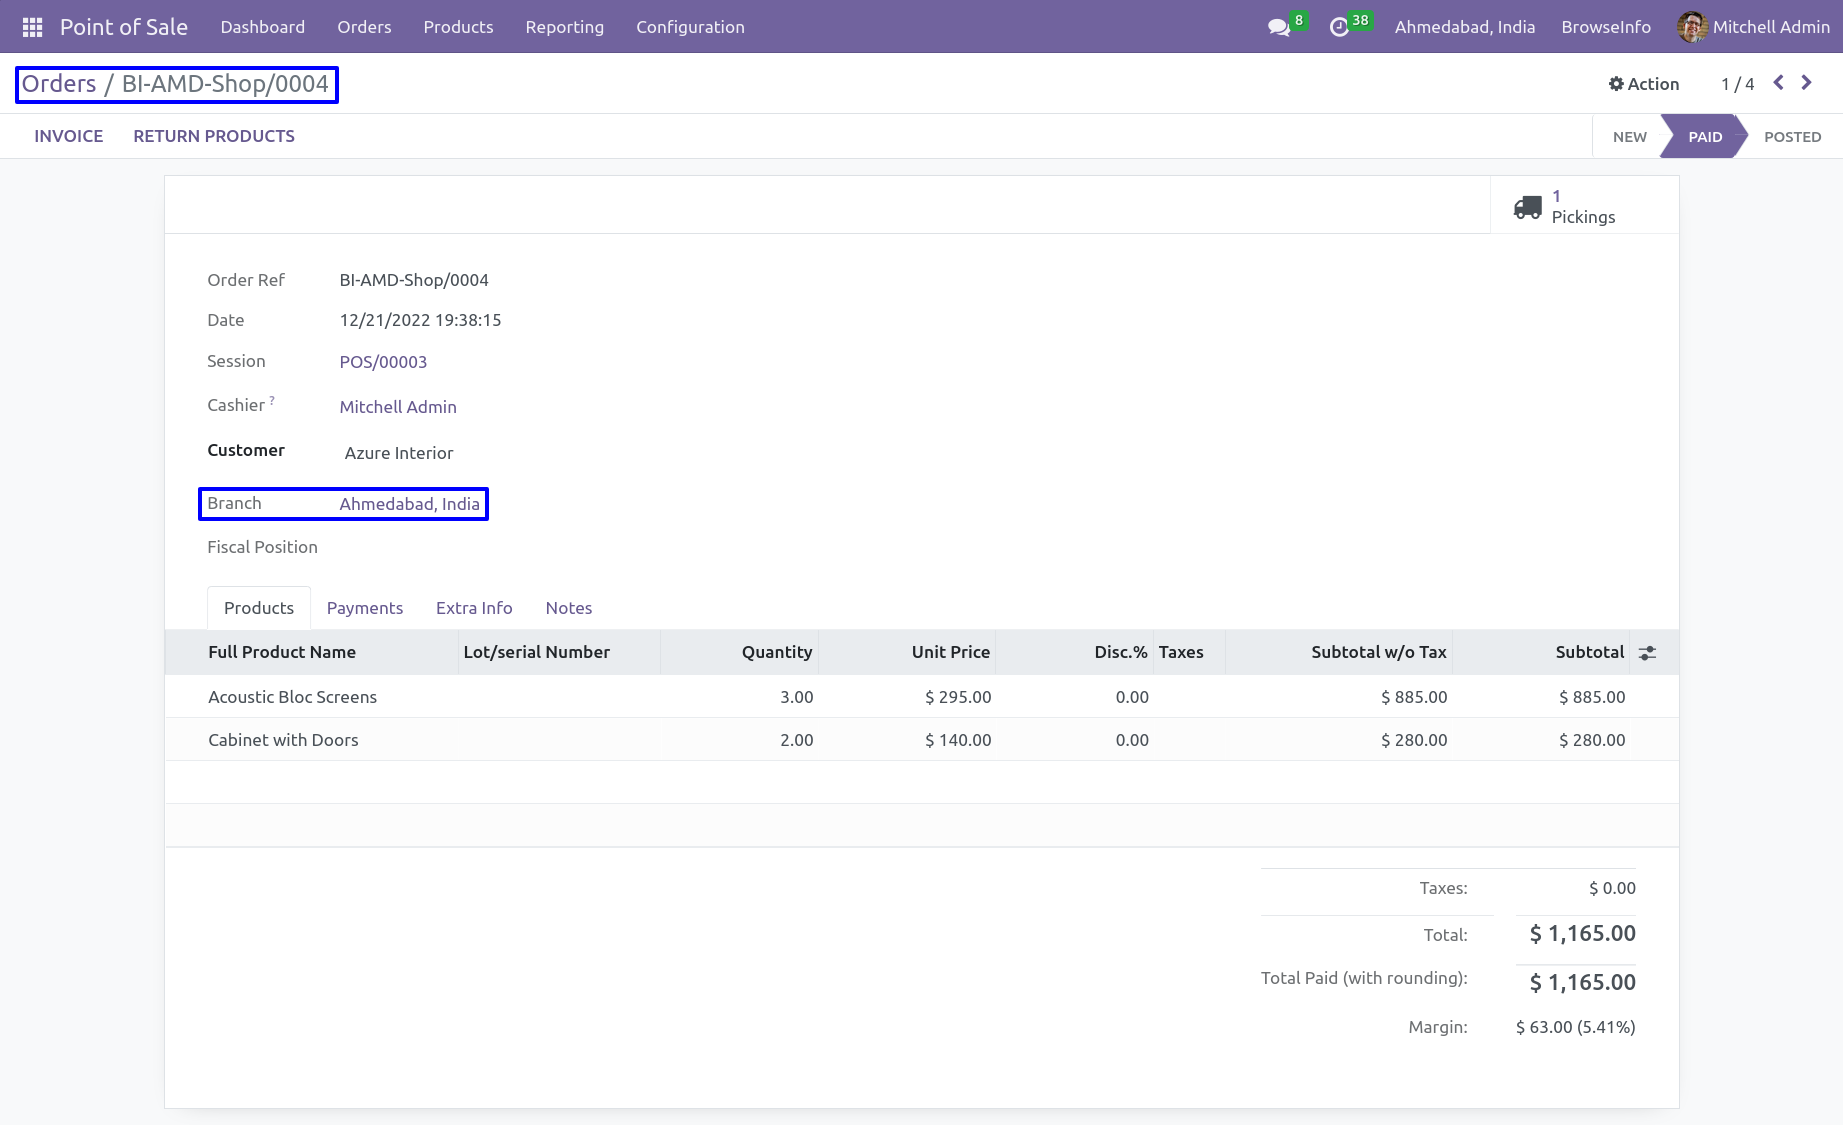 Point of Sale Dashboard Orders Products Reporting Configuration 8 38 Ahmedabad, India BrowseInfo Mitchell Admin
Orders / BI-AMD-Shop/0004 Action 1 / 4
INVOICE RETURN PRODUCTS NEW PAID POSTED
1
Pickings
Order Ref BI-AMD-Shop/0004
Date 12/21/2022 19:38:15
Session POS/00003
Cashier ? Mitchell Admin
Customer Azure Interior
Branch Ahmedabad, India
Fiscal Position
Products Payments Extra Info Notes
Full Product Name Lot/serial Number Quantity Unit Price Disc.% Taxes Subtotal w/o Tax Subtotal
Acoustic Bloc Screens 3.00 $ 295.00 0.00 $ 885.00 $ 885.00
Cabinet with Doors 2.00 $ 140.00 0.00 $ 280.00 $ 280.00
Taxes: $ 0.00
Total: $ 1,165.00
Total Paid (with rounding): $ 1,165.00
Margin: $ 63.00 (5.41%)